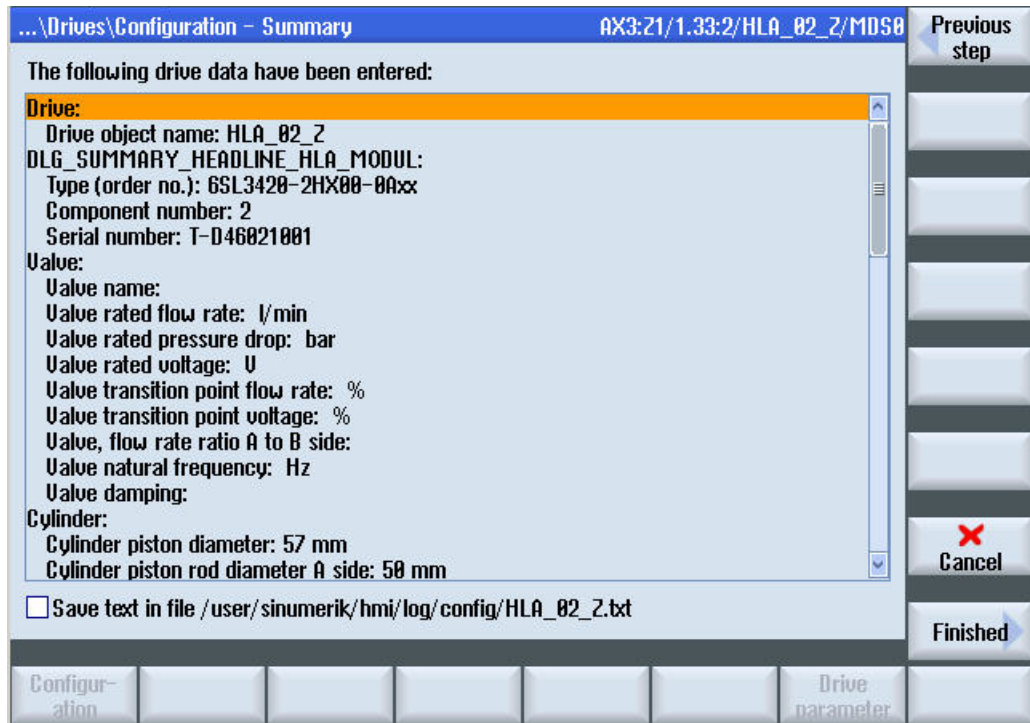 ...\Drives\Configuration - Summary
AX3:Z1/1.33:2/HLA_02_Z/MDS0
Previous
step
The following drive data have been entered:
Drive:
Drive object name: HLA_02_Z
DLG_SUMMARY_HEADLINE_HLA_MODUL:
Type (order no.): 6SL3420-2HX00-0Axx
Component number: 2
Serial number: T-D46021001
Valve:
Valve name:
Valve rated flow rate: l/min
Valve rated pressure drop: bar
Valve rated voltage: V
Valve transition point flow rate: %
Valve transition point voltage: %
Valve, flow rate ratio A to B side:
Valve natural frequency: Hz
Valve damping:
Cylinder:
Cylinder piston diameter: 57 mm
Cylinder piston rod diameter A side: 50 mm
Cancel
Save text in file /user/sinumerik/hmi/log/config/HLA_02_Z.txt
Finished
Configur-
ation
Drive
parameter